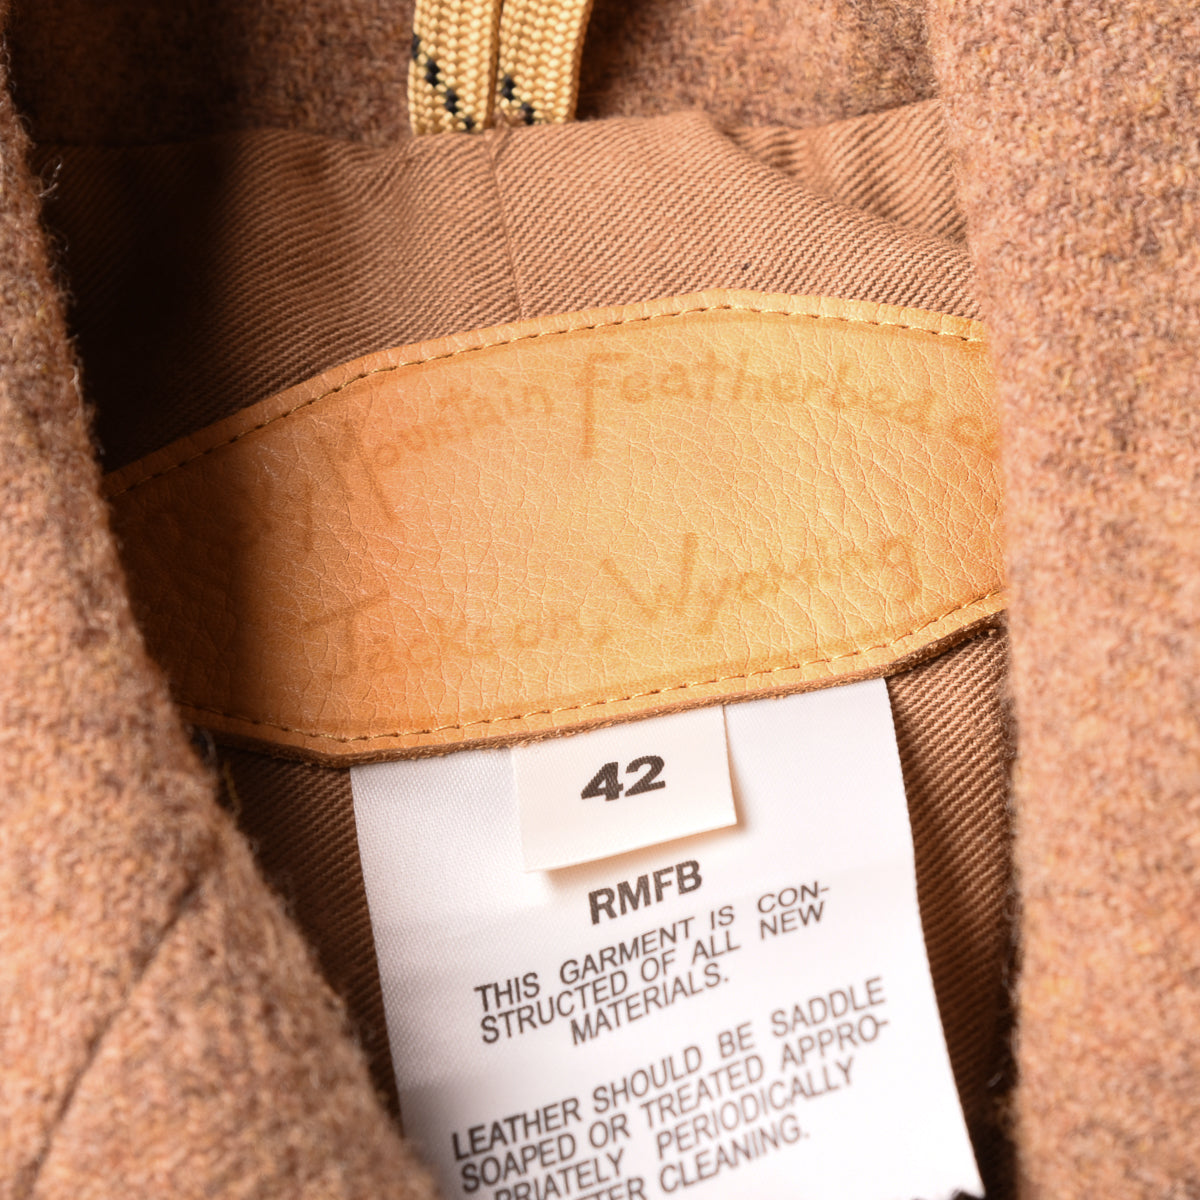 Mountain Featherbed
Jackson, Wyoming
42
RMFB
THIS GARMENT IS CON-
STRUCTED OF ALL NEW
MATERIALS.
LEATHER SHOULD BE SADDLE
SOAPED OR TREATED APPRO-
PRIATELY PERIODICALLY
CLEANING.